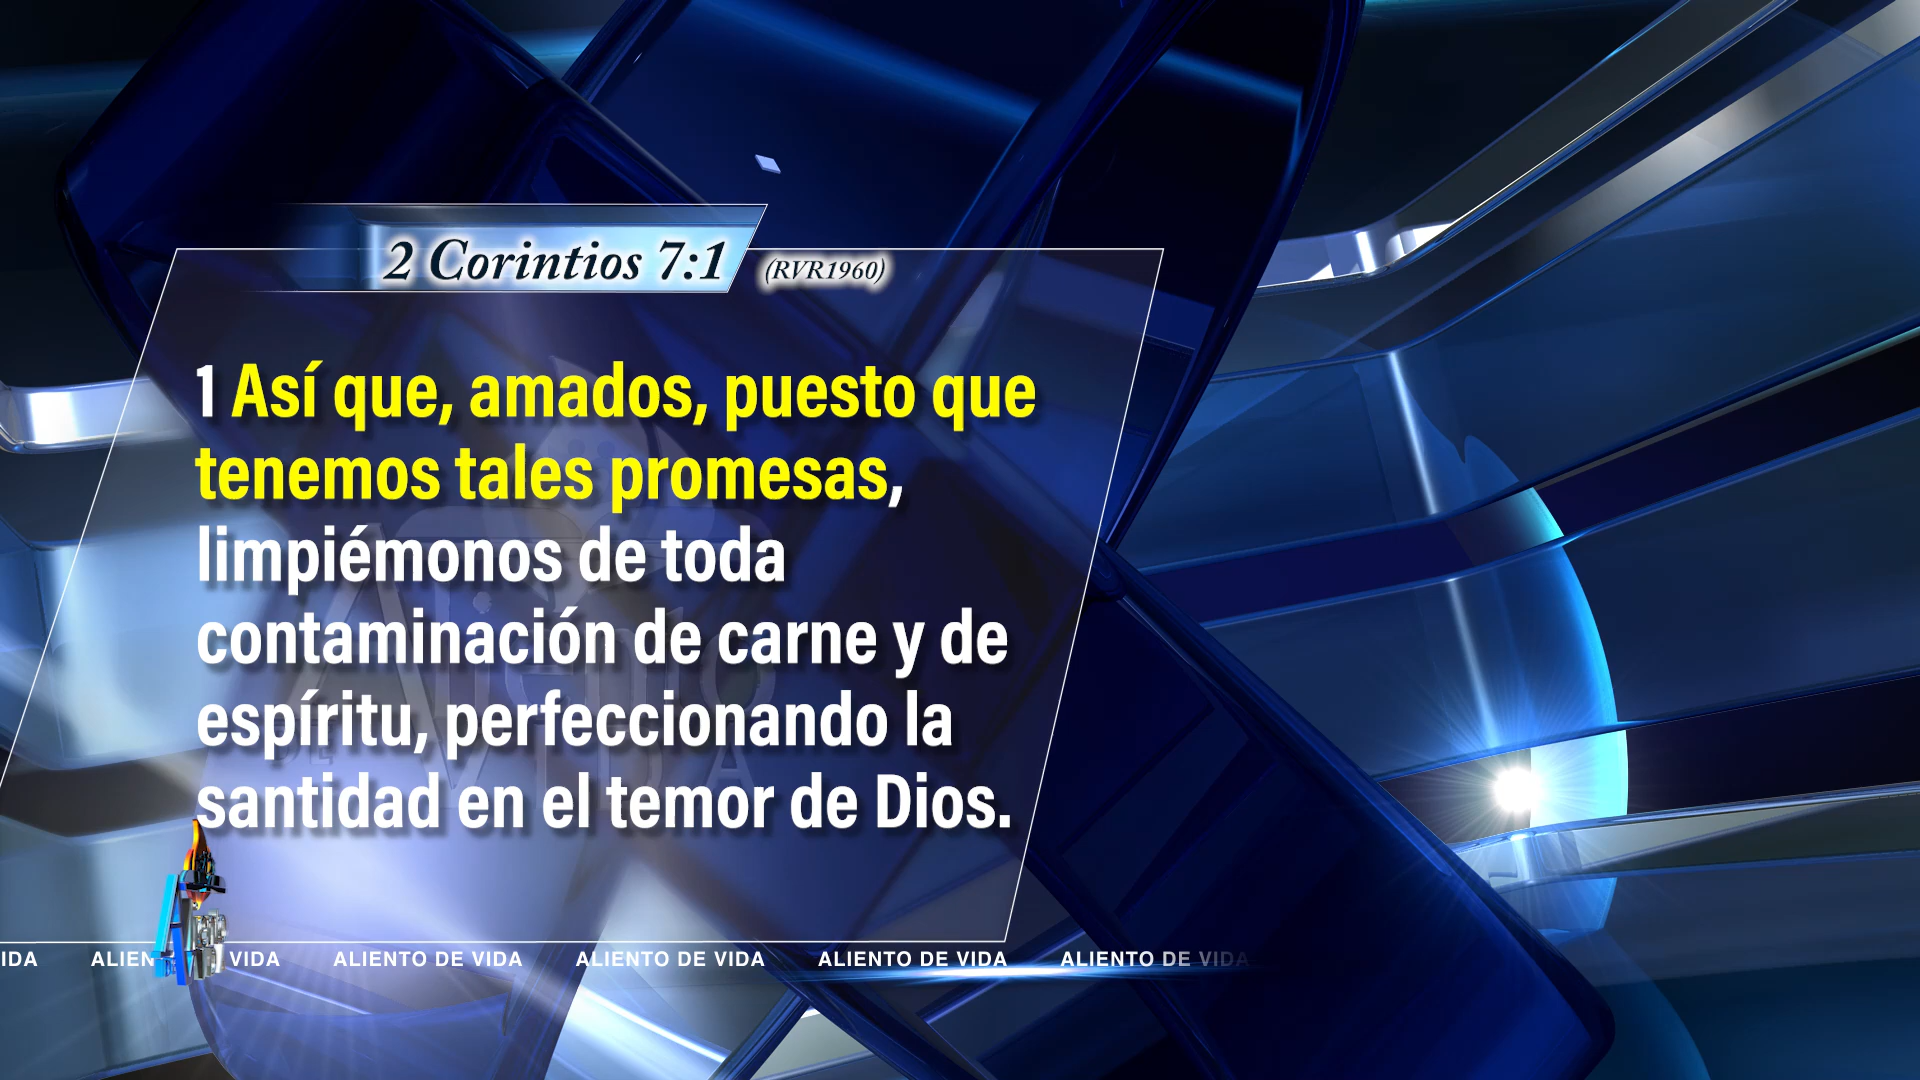 2 Corintios 7:1 (RVR1960)
1 Así que, amados, puesto que
tenemos tales promesas,
limpiémonos de toda
contaminación de carne y de
espíritu, perfeccionando la
santidad en el temor de Dios.
IDA ALIEN VIDA ALIENTO DE VIDA ALIENTO DE VIDA ALIENTO DE VIDA ALIENTO DE VIDA